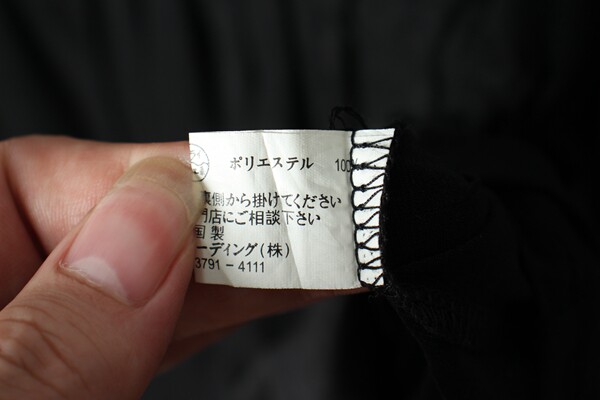 ポリエステル 100
裏側から掛けてください
門店にご相談下さい
国製
ーディング(株)
3791-4111